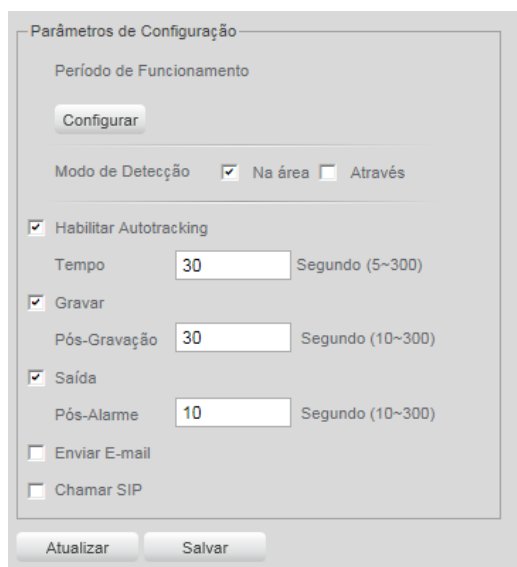 Parâmetros de Configuração
Período de Funcionamento
Configurar
Modo de Detecção Na área Através
Habilitar Autotracking
Tempo 30 Segundo (5~300)
Gravar
Pós-Gravação 30 Segundo (10~300)
Saída
Pós-Alarme 10 Segundo (10~300)
Enviar E-mail
Chamar SIP
Atualizar Salvar